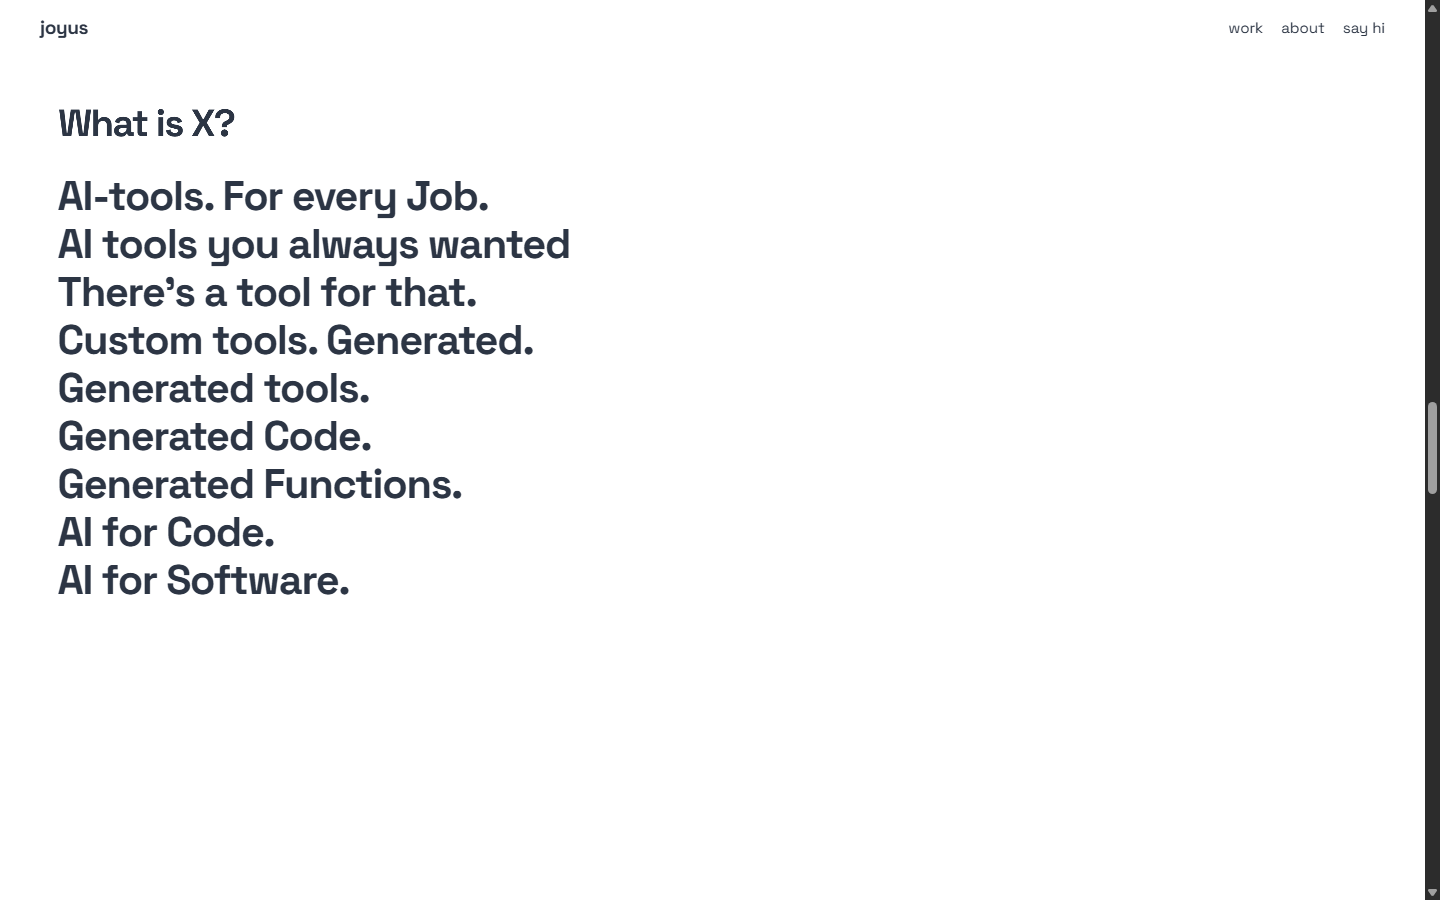 joyus
work about say hi
What is X?
AI-tools. For every Job.
AI tools you always wanted
There’s a tool for that.
Custom tools. Generated.
Generated tools.
Generated Code.
Generated Functions.
AI for Code.
AI for Software.